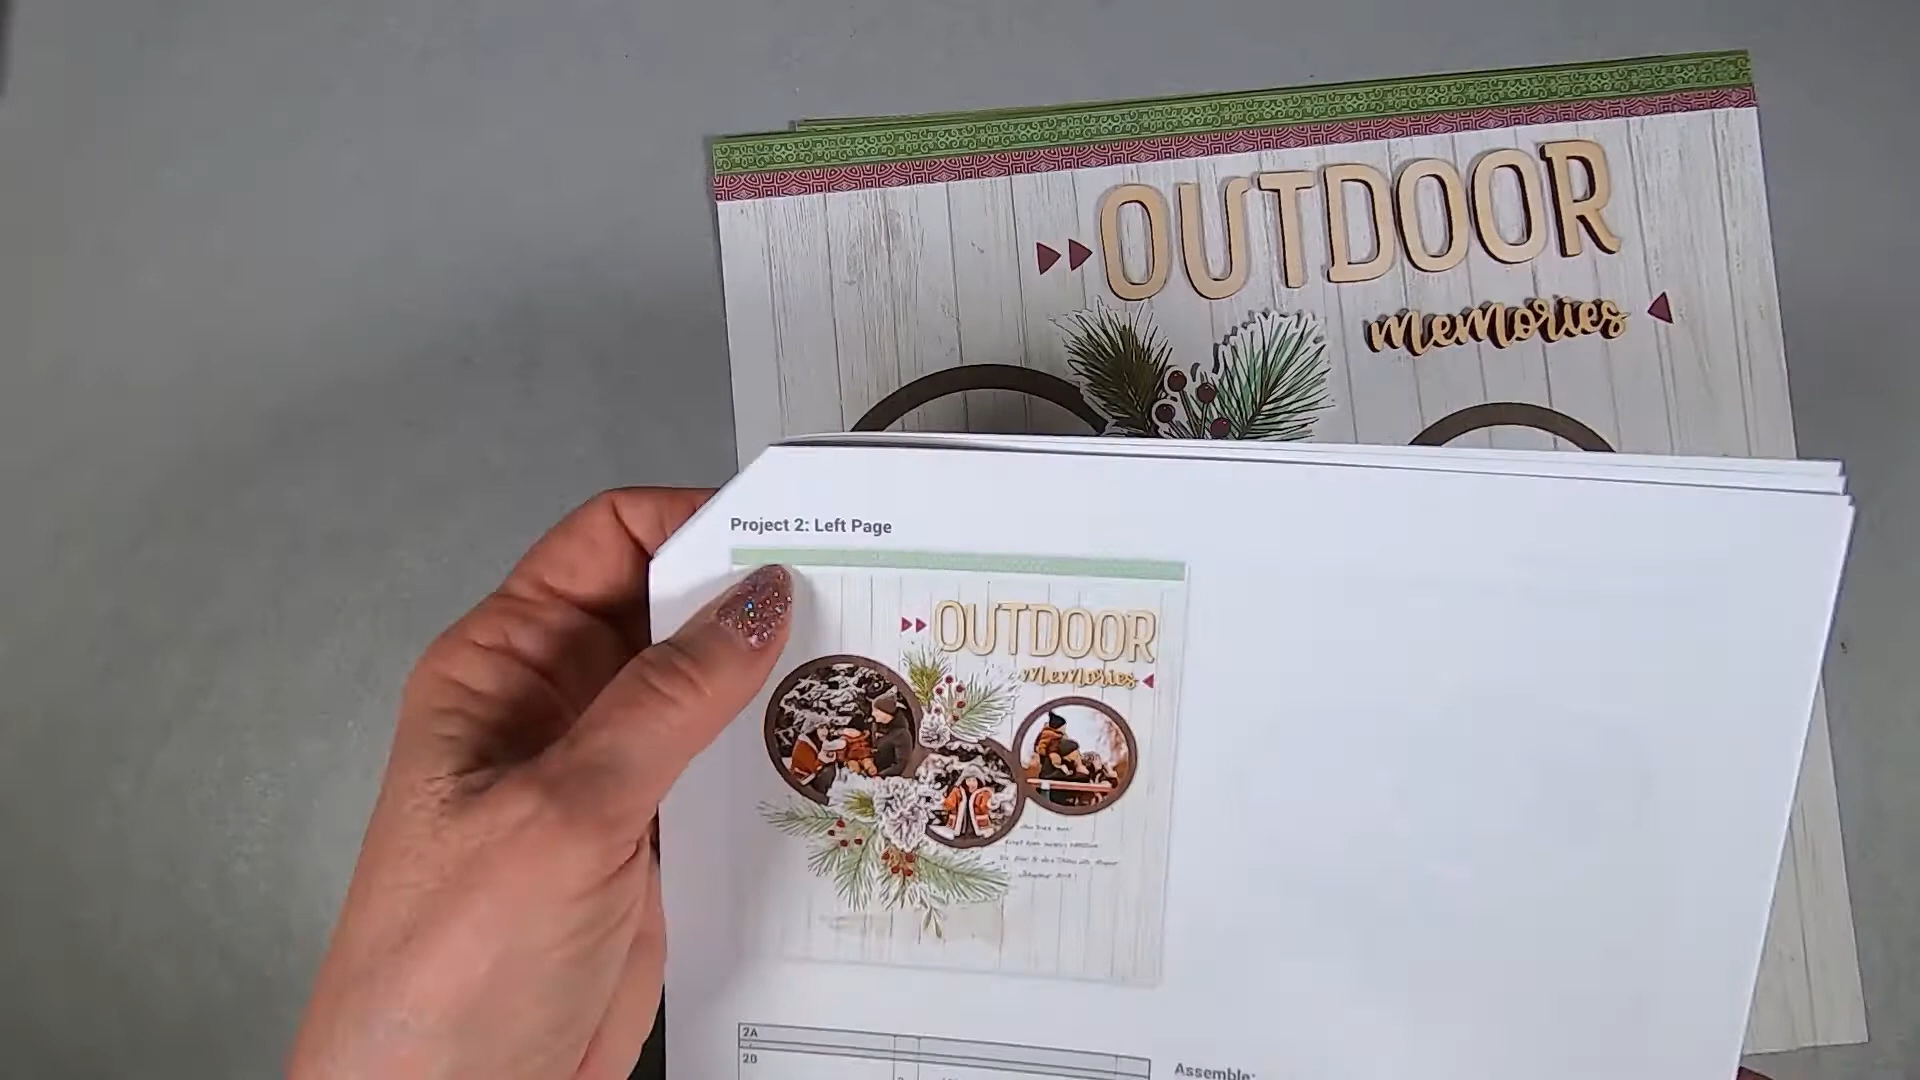 OUTDOOR
memories
Project 2: Left Page
OUTDOOR
memories
2A
2D
Assemble: